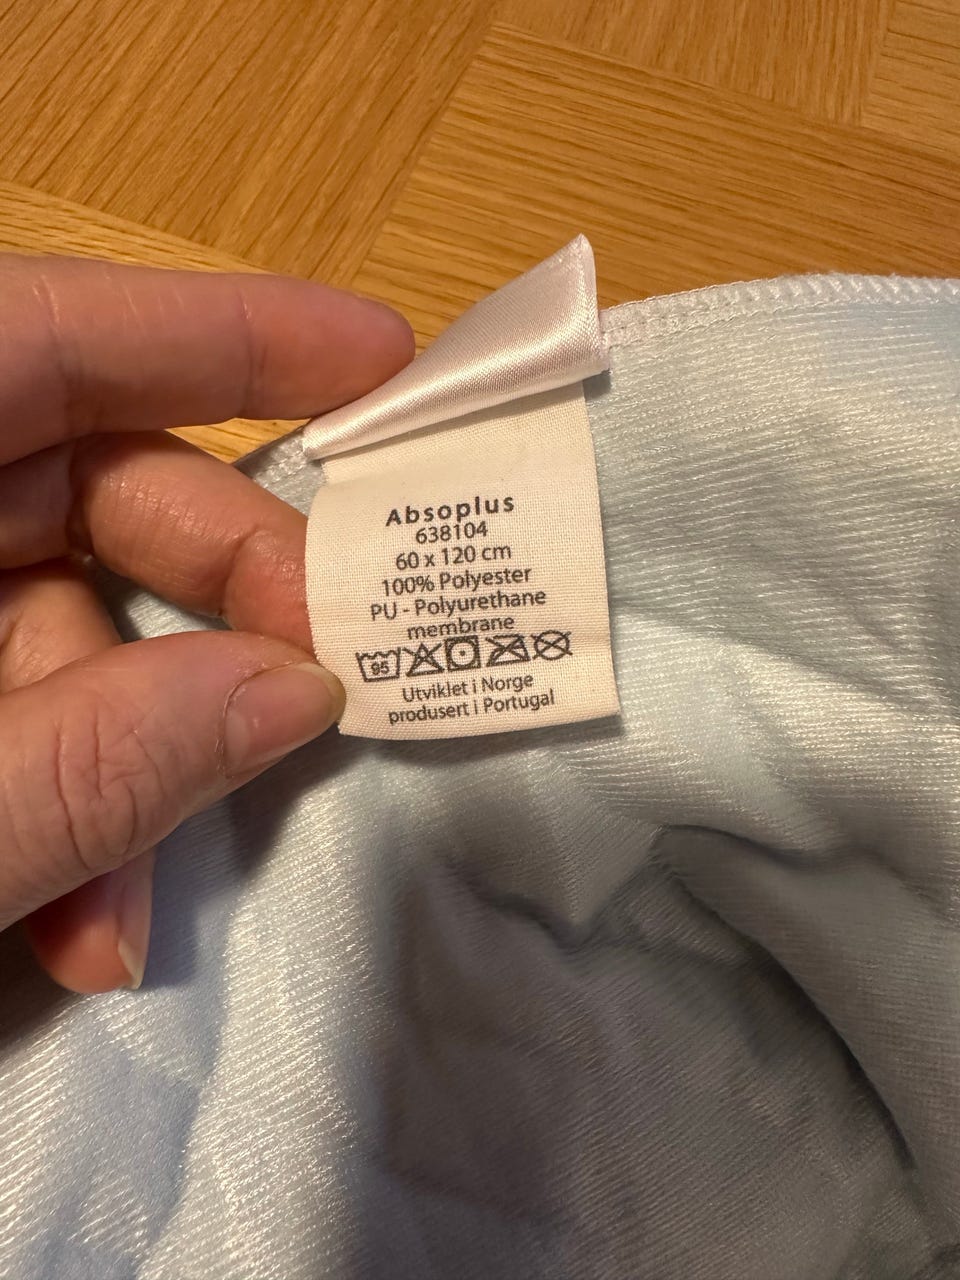 Absoplus
638104
60 x 120 cm
100% Polyester
PU - Polyurethane
membrane
95
Utviklet i Norge
produsert i Portugal